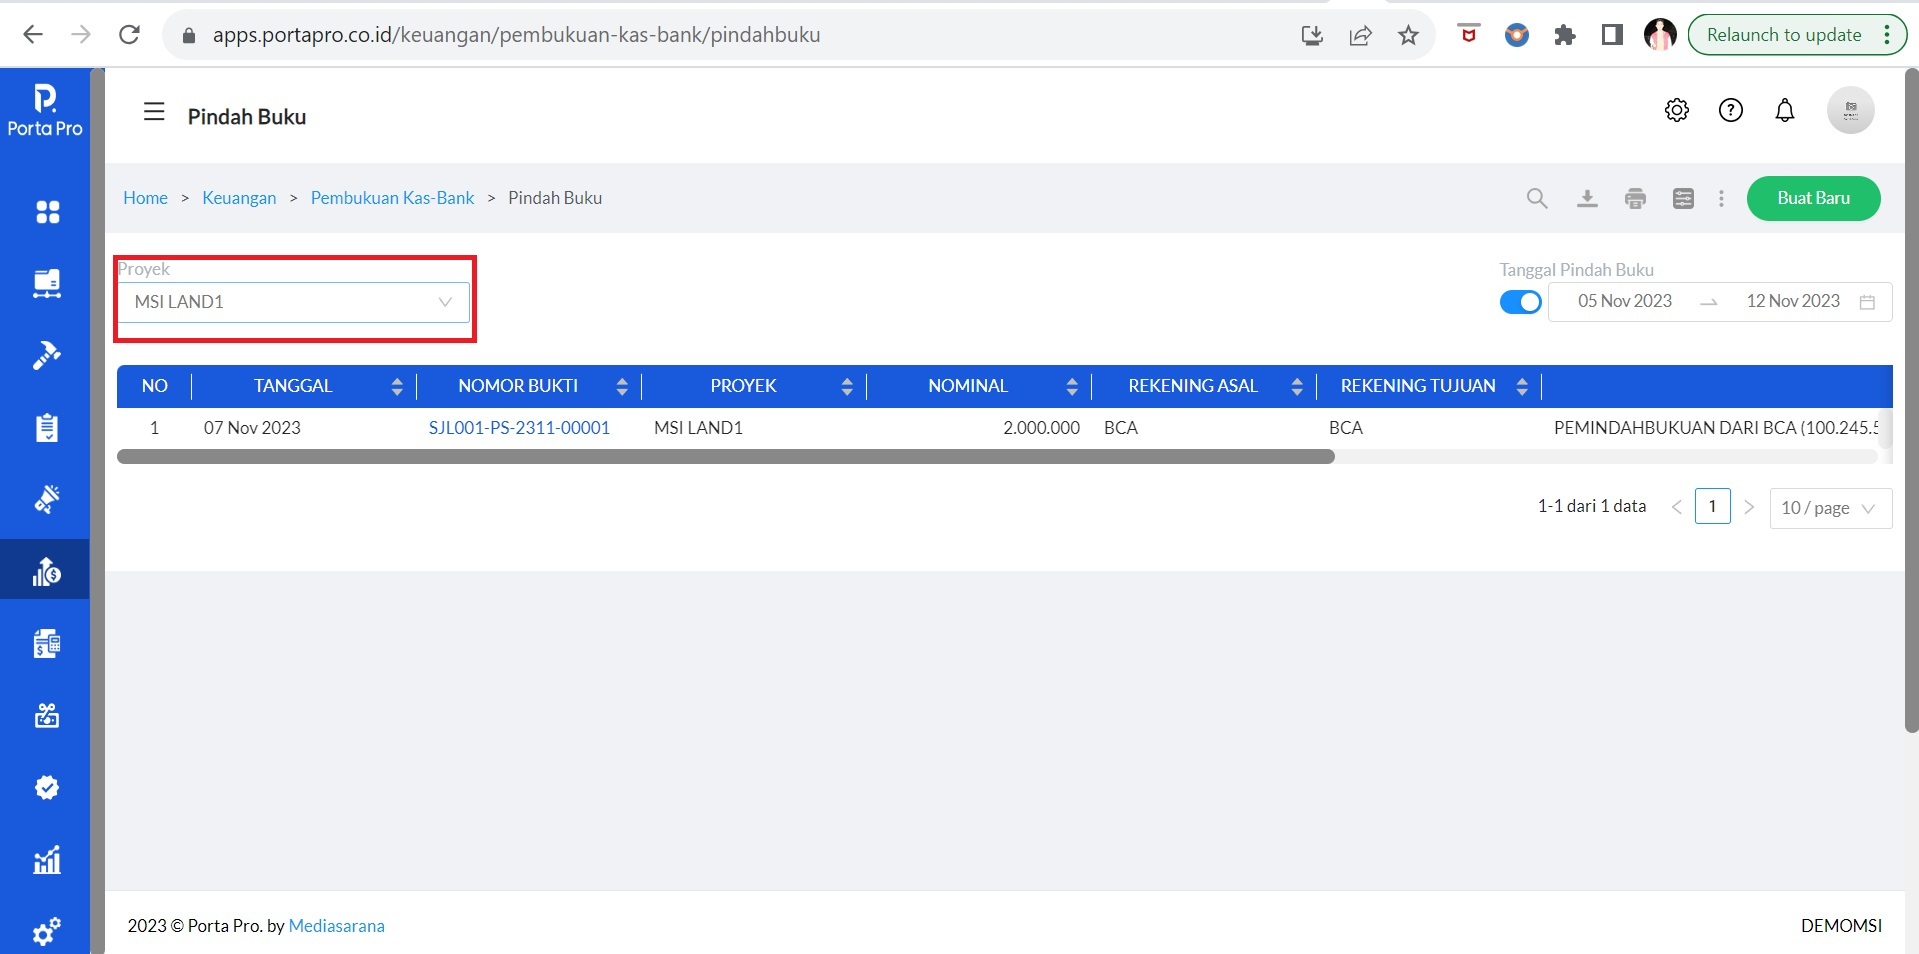 apps.portapro.co.id/keuangan/pembukuan-kas-bank/pindahbuku
Relaunch to update
Porta Pro
Pindah Buku
Home > Keuangan > Pembukuan Kas-Bank > Pindah Buku
Buat Baru
Proyek
MSI LAND1
Tanggal Pindah Buku
05 Nov 2023 12 Nov 2023
NO TANGGAL NOMOR BUKTI PROYEK NOMINAL REKENING ASAL REKENING TUJUAN
1 07 Nov 2023 SJL001-PS-2311-00001 MSI LAND1 2.000.000 BCA BCA PEMINDAHBUKUAN DARI BCA (100.245.5
1-1 dari 1 data < 1 > 10 / page
2023 © Porta Pro. by Mediasarana
DEMOMSI